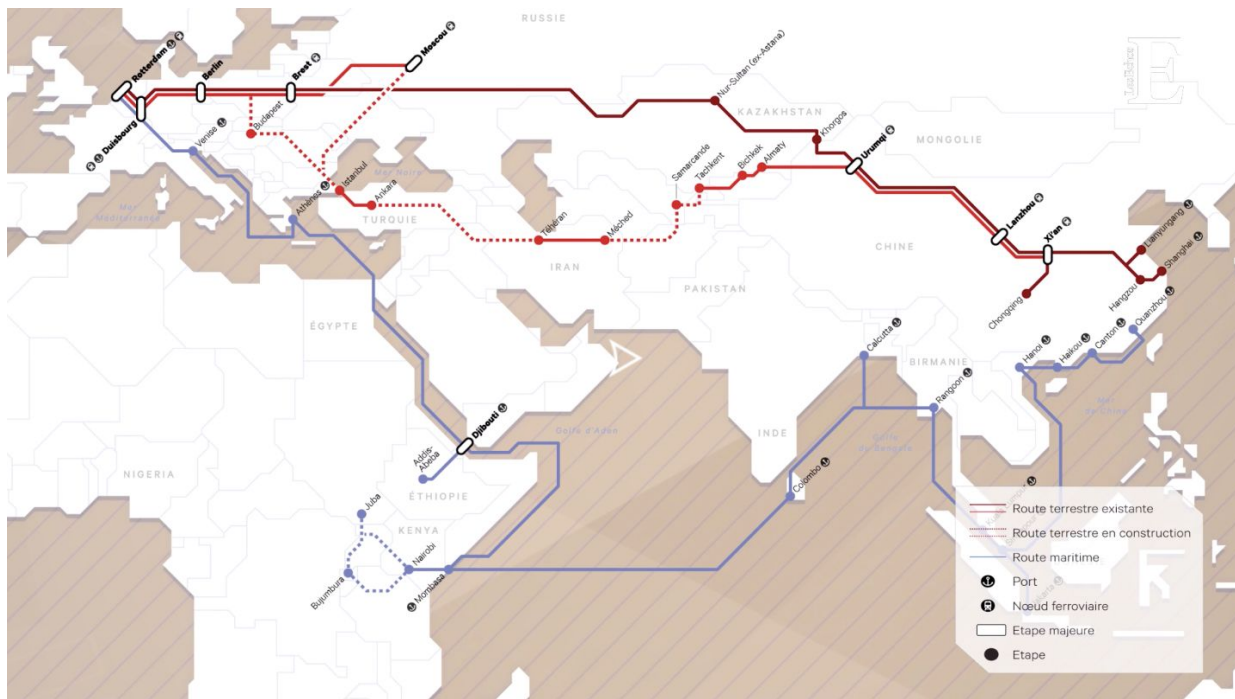 RUSSIE
Rotterdam
Duisbourg
Berlin
Brest
Moscou
Budapest
Venise
Mer Noire
Istanbul
Ankara
Athènes
Mer
Méditerranée
TURQUIE
Nur-Sultan (ex-Astana)
KAZAKHSTAN
Khorgos
MONGOLIE
Urumqi
Samarcande
Tachkent
Bichkek
Almaty
Téhéran
Méched
IRAN
Lanzhou
Xi'an
CHINE
Lianyungang
Shanghai
Hangzou
Chongqing
PAKISTAN
ÉGYPTE
Calcutta
BIRMANIE
Hanoï
Haikou
Canton
Quanzhou
Rangoon
Mer
de Chine
Djibouti
Golfe d'Aden
INDE
Golfe
du Bengale
NIGERIA
Addis-
Abeba
ÉTHIOPIE
Colombo
Juba
KENYA
Nairobi
Bujumbura
Mombasa
Route terrestre existante
Route terrestre en construction
Route maritime
Port
Nœud ferroviaire
Etape majeure
Etape